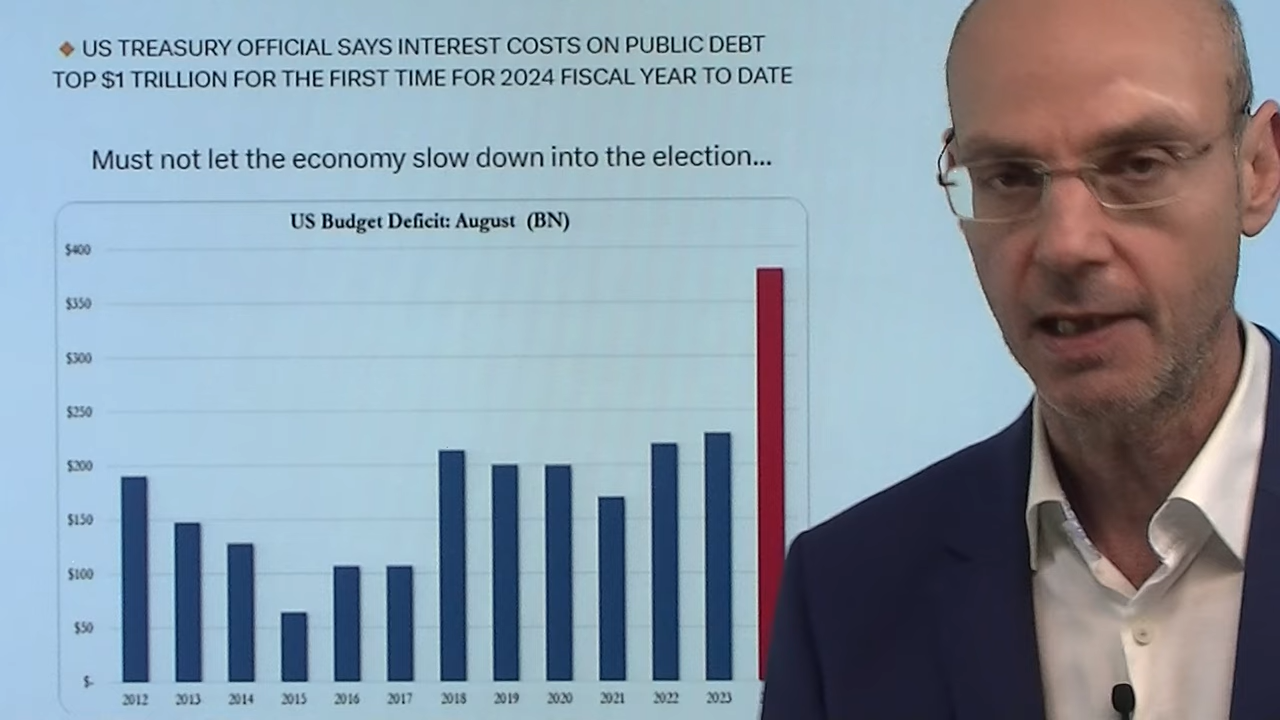 US TREASURY OFFICIAL SAYS INTEREST COSTS ON PUBLIC DEBT
TOP $1 TRILLION FOR THE FIRST TIME FOR 2024 FISCAL YEAR TO DATE
Must not let the economy slow down into the election...
US Budget Deficit: August (BN)
$400
$350
$300
$250
$200
$150
$100
$50
$-
2012 2013 2014 2015 2016 2017 2018 2019 2020 2021 2022 2023